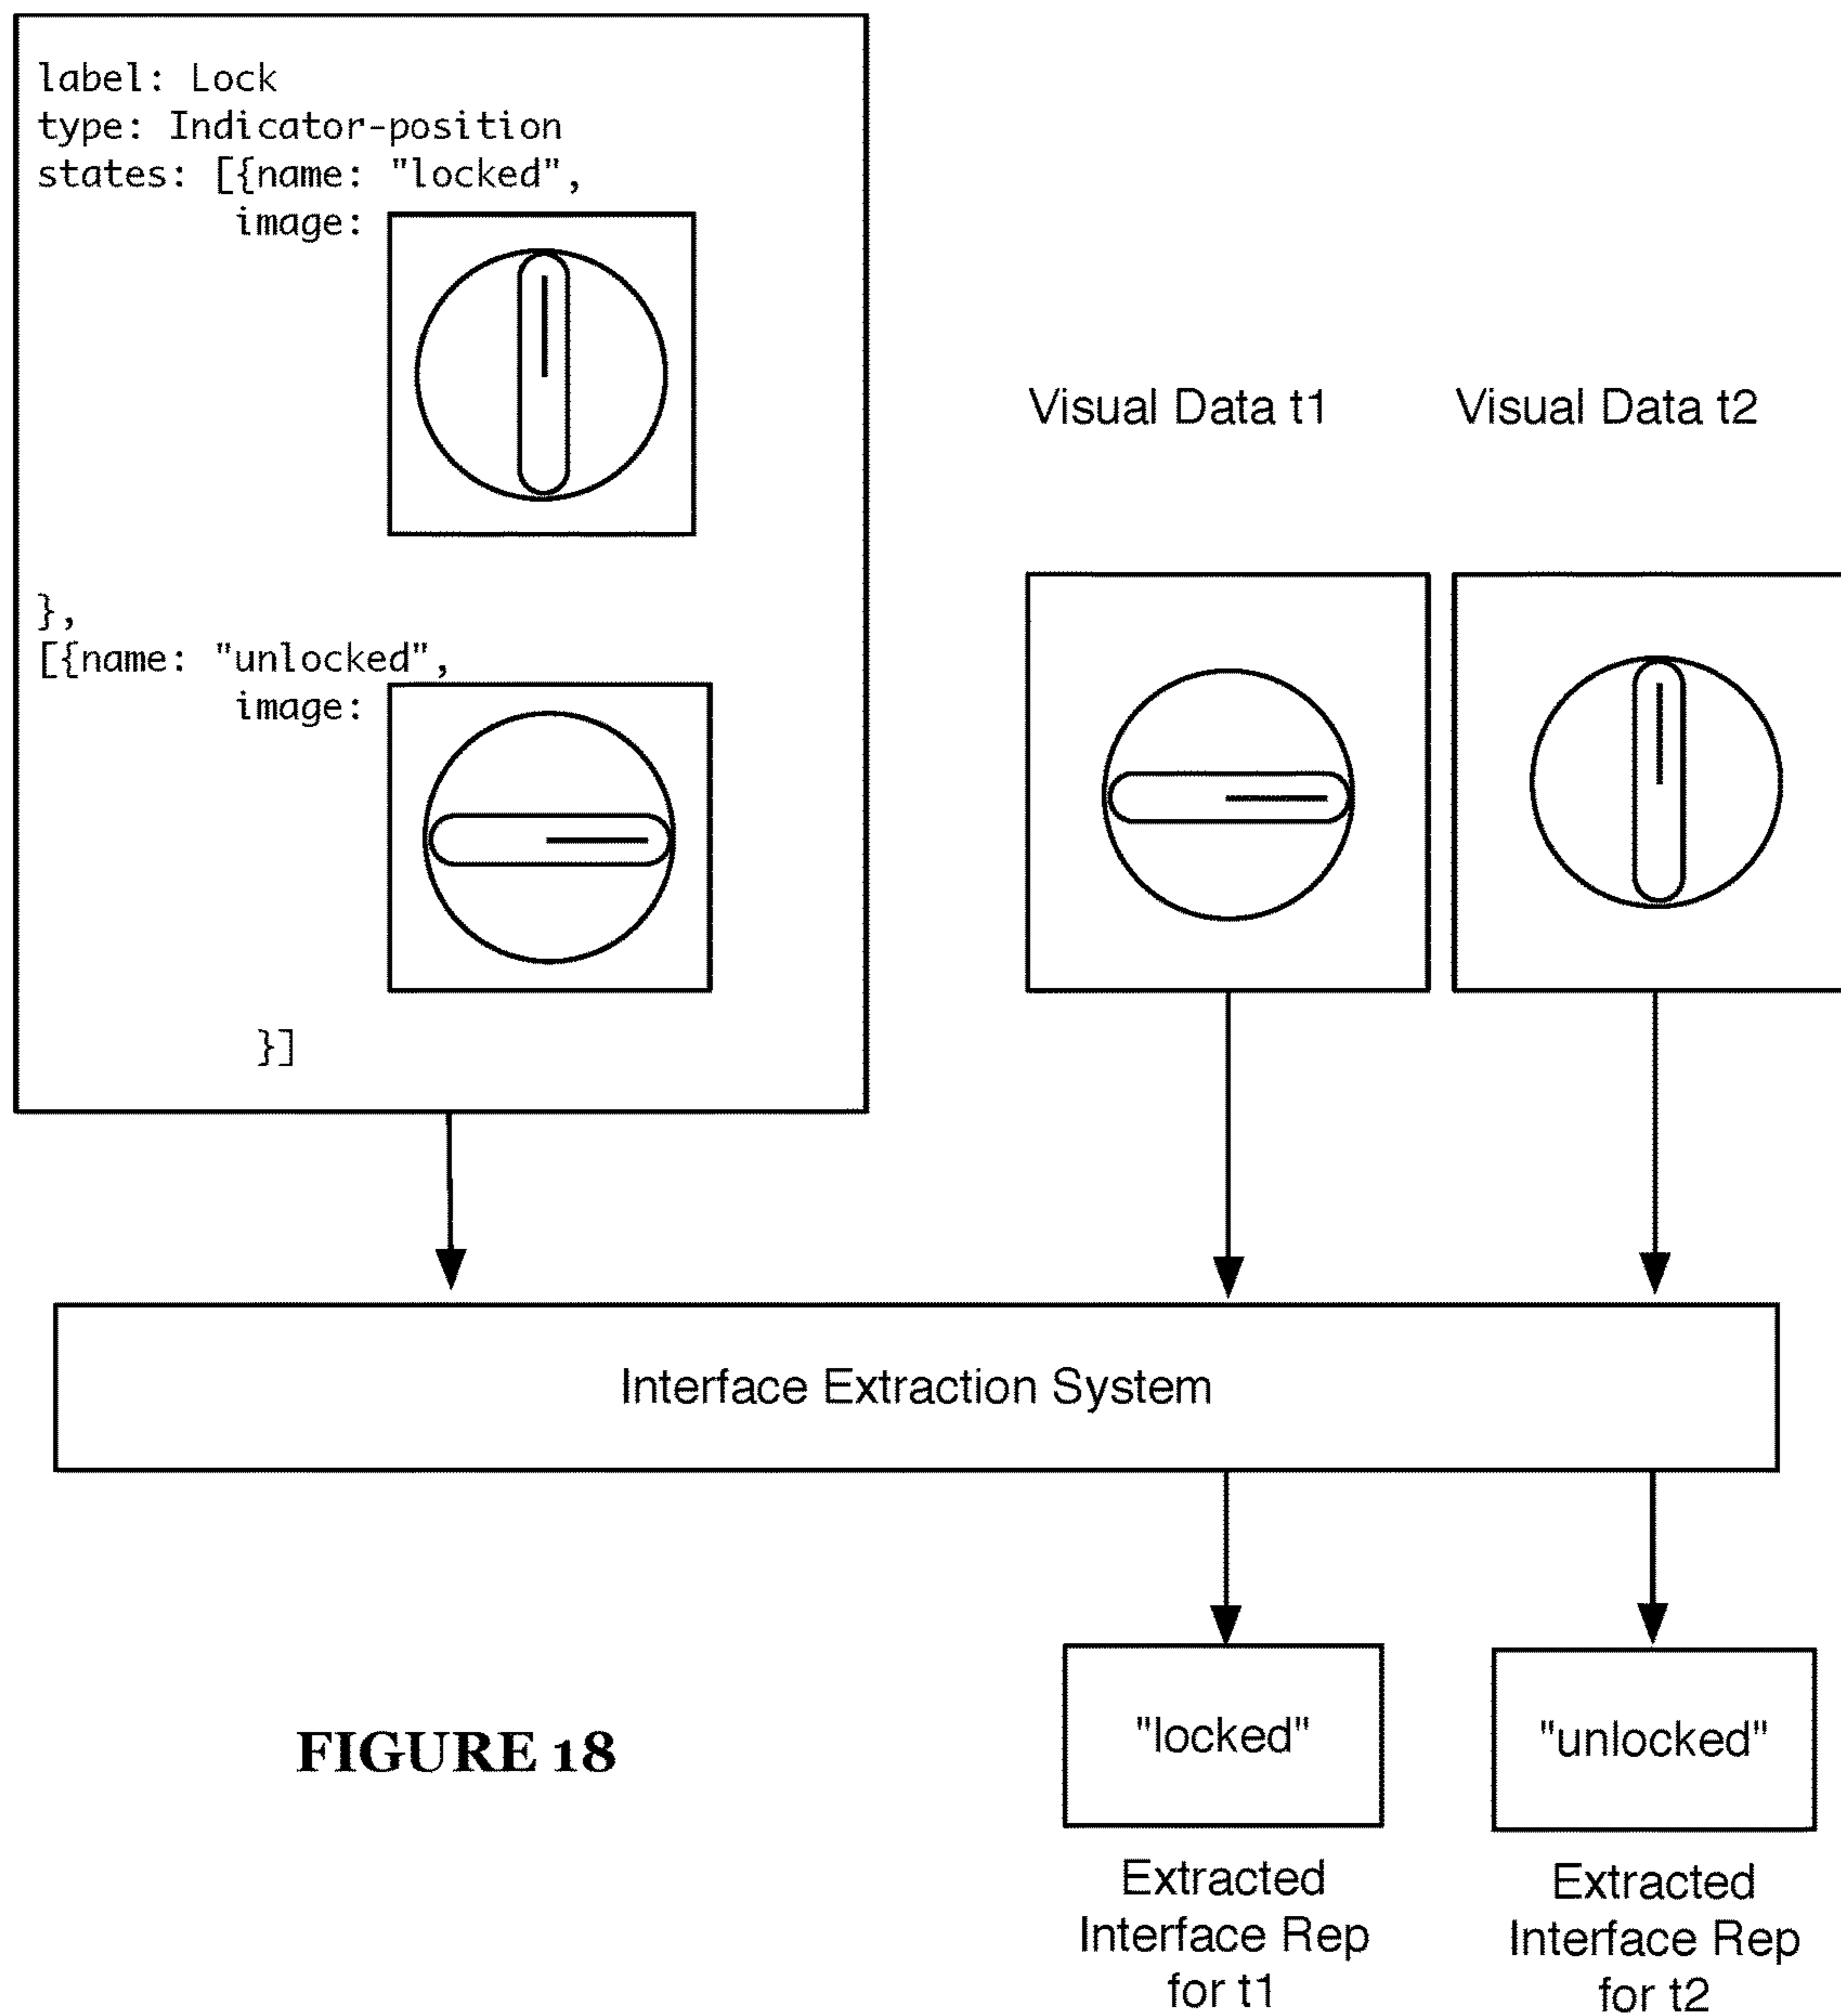 label: Lock
type: Indicator-position
states: [{name: "locked",
image:
},
[{name: "unlocked",
image:
}]
Visual Data t1
Visual Data t2
Interface Extraction System
"locked"
"unlocked"
Extracted
Interface Rep
for t1
Extracted
Interface Rep
for t2
FIGURE 18